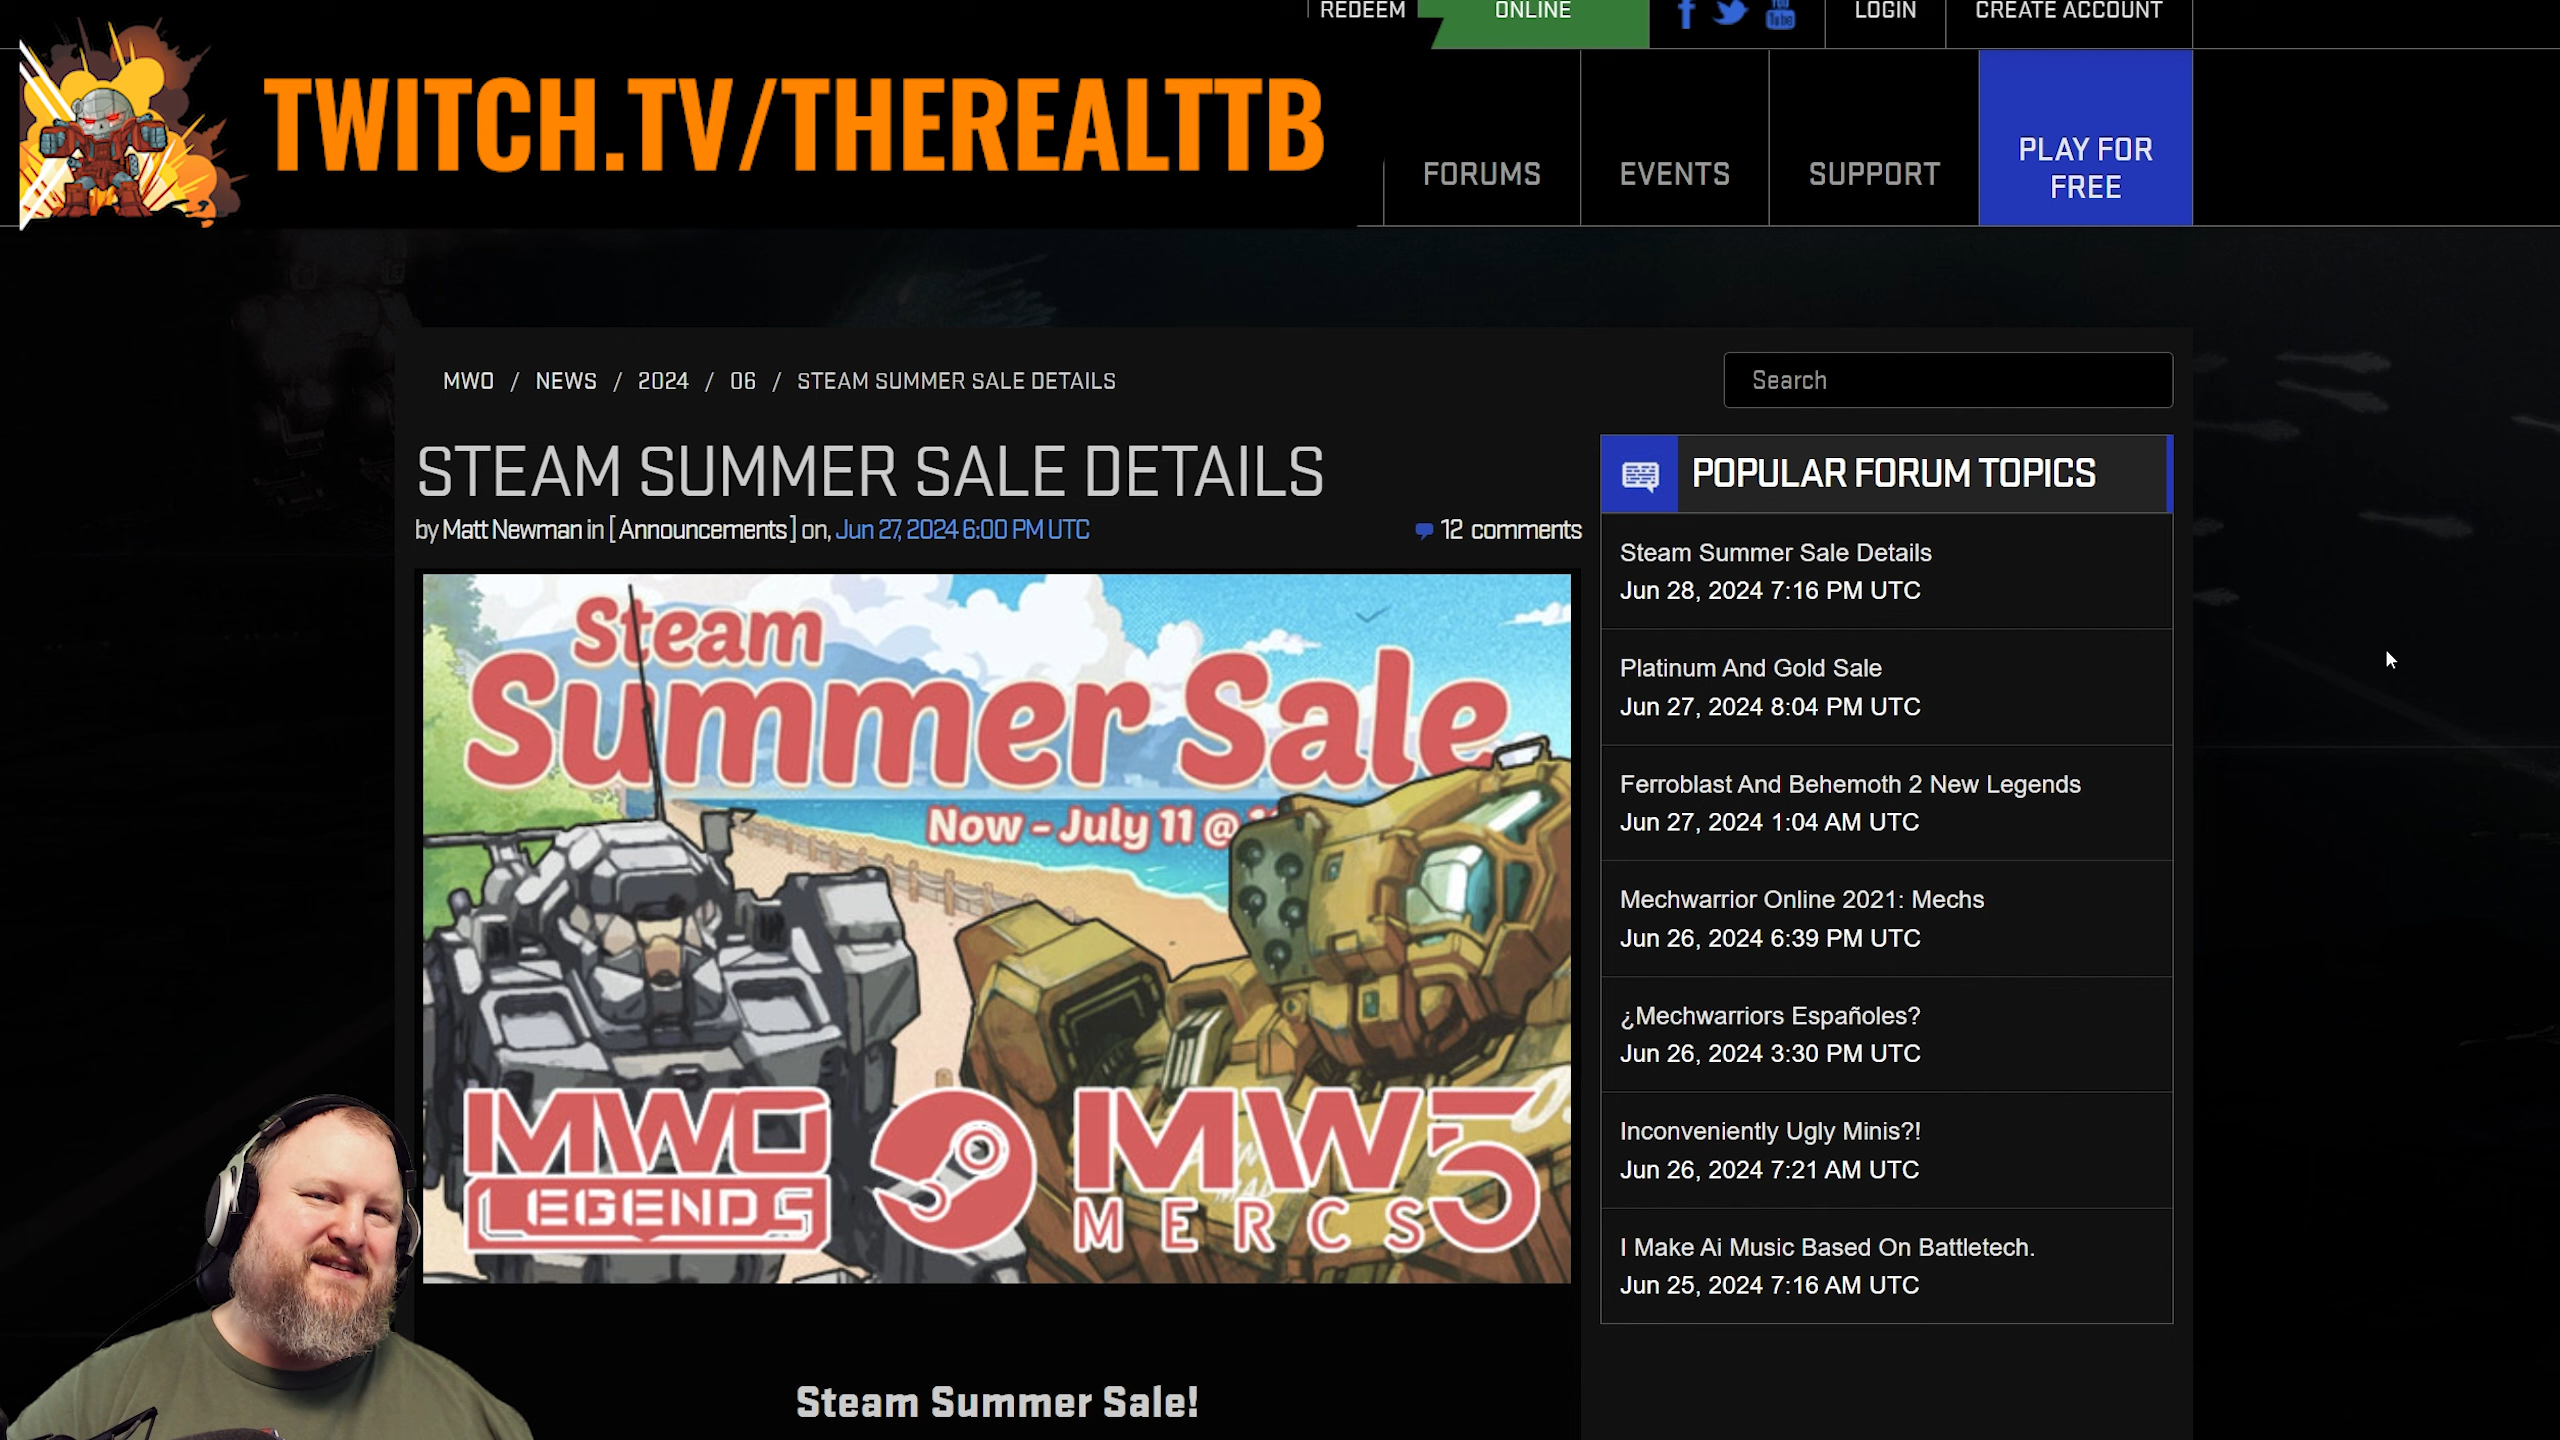 REDEEM
ONLINE
You
Tube
LOGIN
CREATE ACCOUNT
TWITCH.TV/THEREALTTB
FORUMS
EVENTS
SUPPORT
PLAY FOR
FREE
MWO / NEWS / 2024 / 06 / STEAM SUMMER SALE DETAILS
Search
STEAM SUMMER SALE DETAILS
by Matt Newman in [ Announcements ] on, Jun 27, 2024 6:00 PM UTC
12 comments
Steam
Summer Sale
Now - July 11 @
MWO
LEGENDS
MW5
MERCS
Steam Summer Sale!
POPULAR FORUM TOPICS
Steam Summer Sale Details
Jun 28, 2024 7:16 PM UTC
Platinum And Gold Sale
Jun 27, 2024 8:04 PM UTC
Ferroblast And Behemoth 2 New Legends
Jun 27, 2024 1:04 AM UTC
Mechwarrior Online 2021: Mechs
Jun 26, 2024 6:39 PM UTC
¿Mechwarriors Españoles?
Jun 26, 2024 3:30 PM UTC
Inconveniently Ugly Minis?!
Jun 26, 2024 7:21 AM UTC
I Make Ai Music Based On Battletech.
Jun 25, 2024 7:16 AM UTC